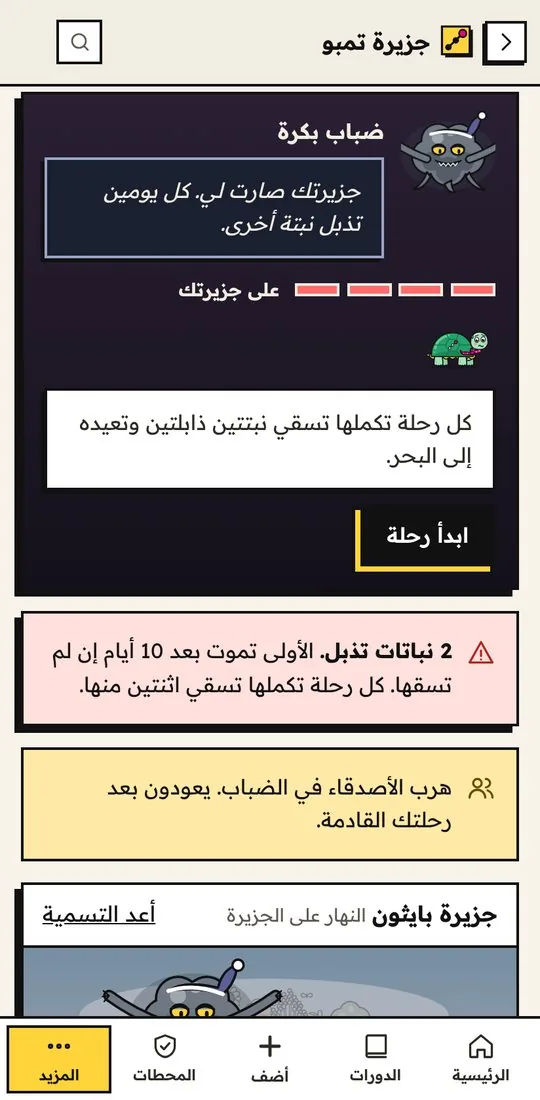 جزيرة تمبو
ضباب بكرة
جزيرتك صارت لي. كل يومين
تذبل نبتة أخرى.
على جزيرتك
كل رحلة تكملها تسقي نبتتين ذابلتين وتعيده
إلى البحر.
ابدأ رحلة
2 نباتات تذبل. الأولى تموت بعد 10 أيام إن لم
تسقها. كل رحلة تكملها تسقي اثنتين منها.
هرب الأصدقاء في الضباب. يعودون بعد
رحلتك القادمة.
جزيرة بايثون النهار على الجزيرة
أعد التسمية
الرئيسية
الدورات
أضف
المحطات
المزيد